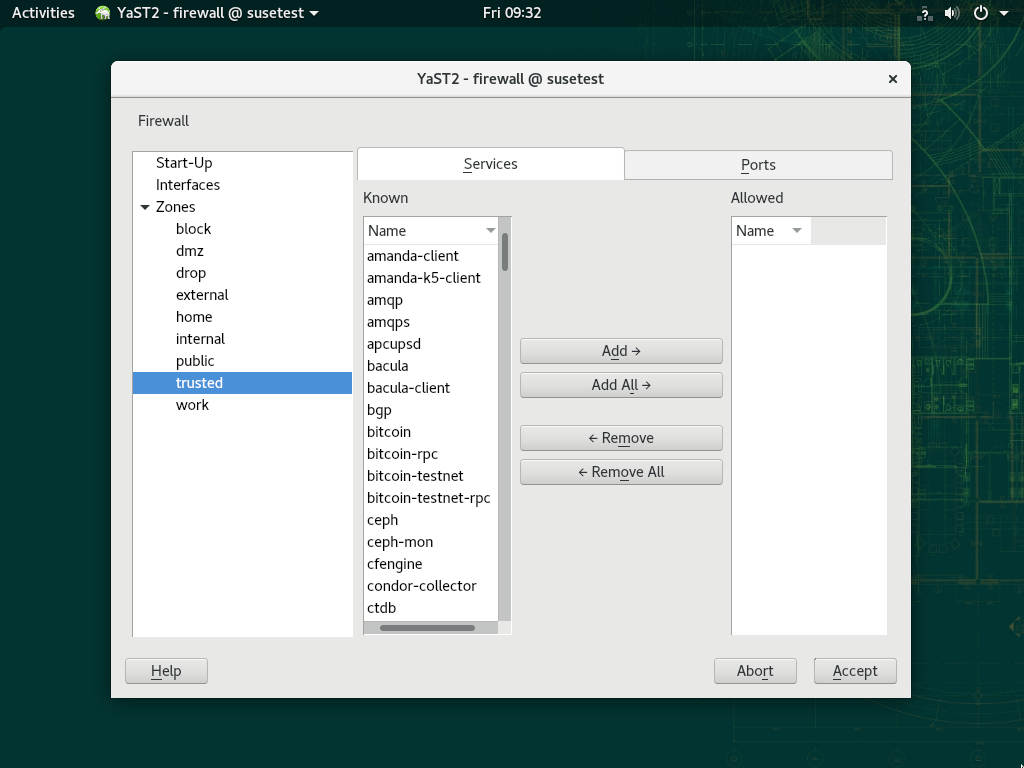 Activities YaST2 - firewall @ susetest Fri 09:32 ?
YaST2 - firewall @ susetest ×
Firewall
Start-Up
Interfaces
Zones
block
dmz
drop
external
home
internal
public
trusted
work
Services Ports
Known
Name
amanda-client
amanda-k5-client
amqp
amqps
apcupsd
bacula
bacula-client
bgp
bitcoin
bitcoin-rpc
bitcoin-testnet
bitcoin-testnet-rpc
ceph
ceph-mon
cfengine
condor-collector
ctdb
Add →
Add All →
← Remove
← Remove All
Allowed
Name
Help Abort Accept